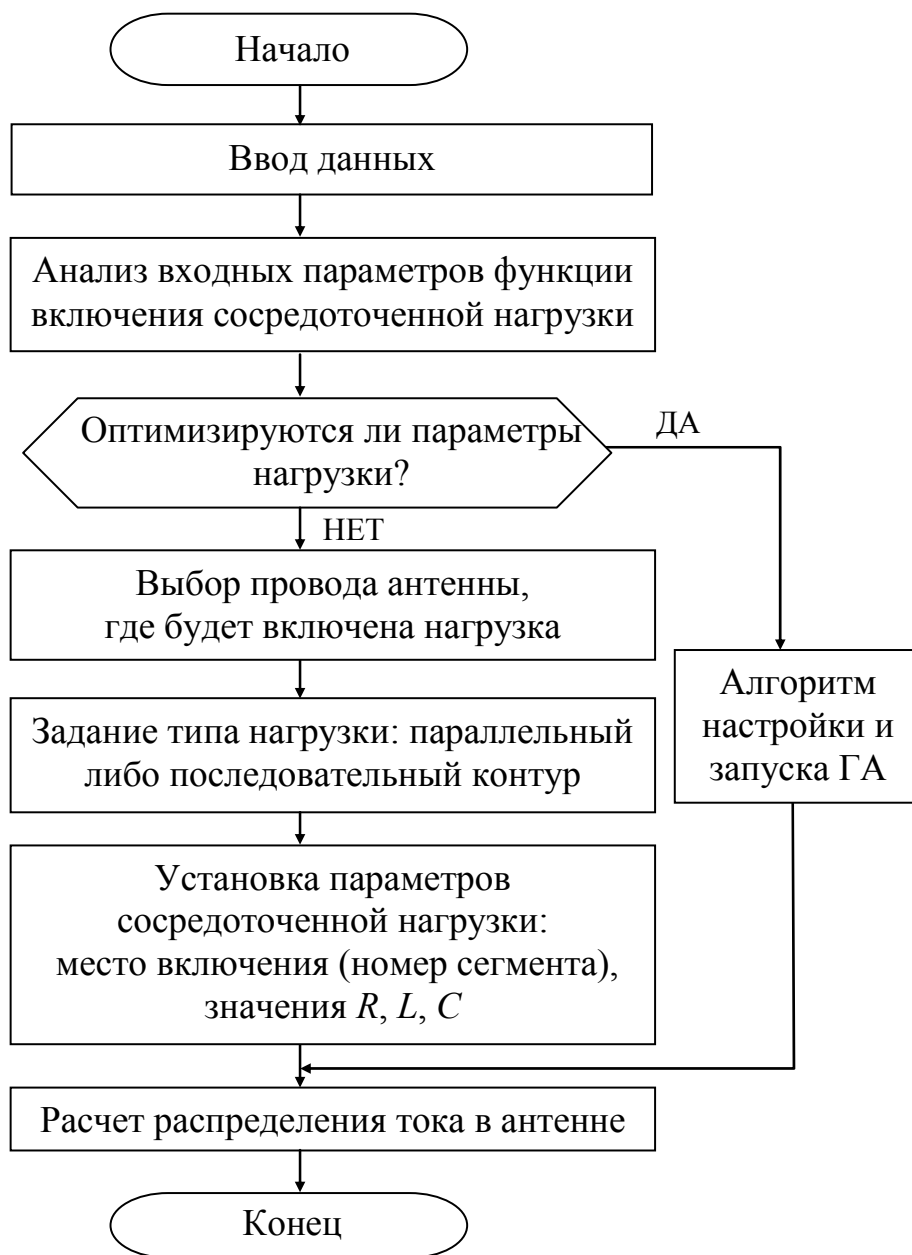 Начало
Ввод данных
Анализ входных параметров функции
включения сосредоточенной нагрузки
Оптимизируются ли параметры
нагрузки?
ДА
НЕТ
Выбор провода антенны,
где будет включена нагрузка
Алгоритм
настройки и
запуска ГА
Задание типа нагрузки: параллельный
либо последовательный контур
Установка параметров
сосредоточенной нагрузки:
место включения (номер сегмента),
значения R, L, C
Расчет распределения тока в антенне
Конец